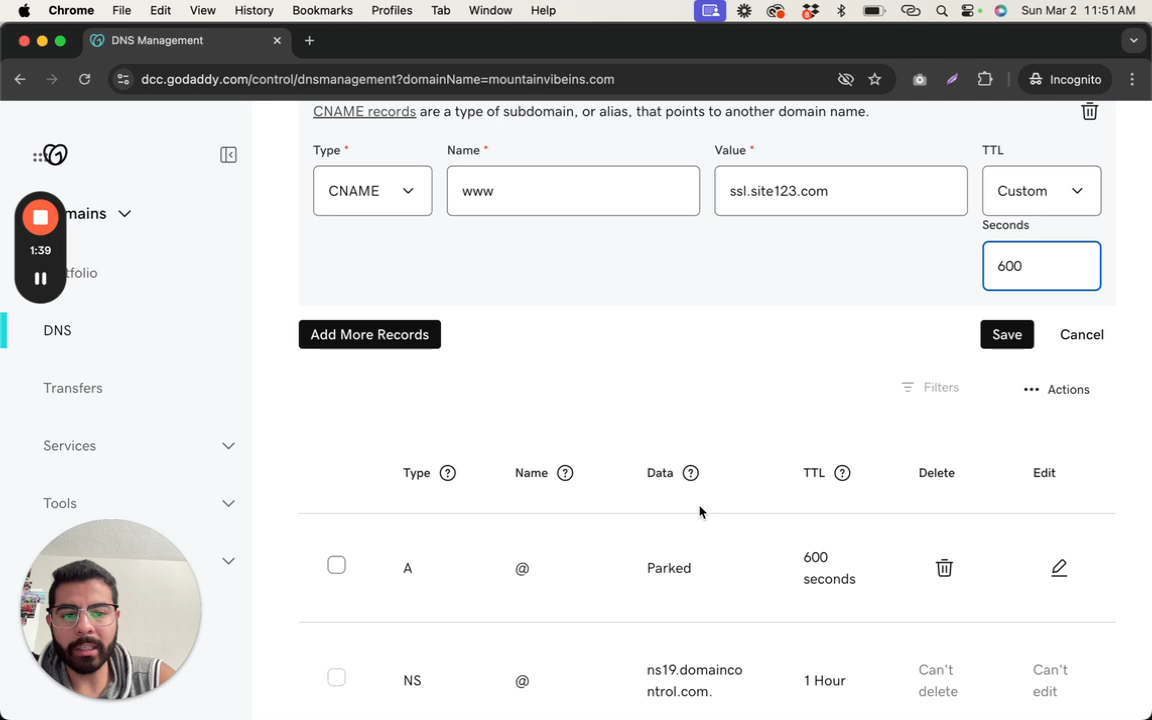 Chrome File Edit View History Bookmarks Profiles Tab Window Help Sun Mar 2 11:51 AM
DNS Management
dcc.godaddy.com/control/dnsmanagement?domainName=mountainvibeins.com Incognito
CNAME records are a type of subdomain, or alias, that points to another domain name.
Type * Name * Value * TTL
CNAME www ssl.site123.com Custom
Seconds
600
mains
1:39
tfolio
DNS
Transfers
Services
Tools
Add More Records Save Cancel
Filters Actions
Type Name Data TTL Delete Edit
A @ Parked 600 seconds
NS @ ns19.domainco
ntrol.com. 1 Hour Can't delete Can't edit